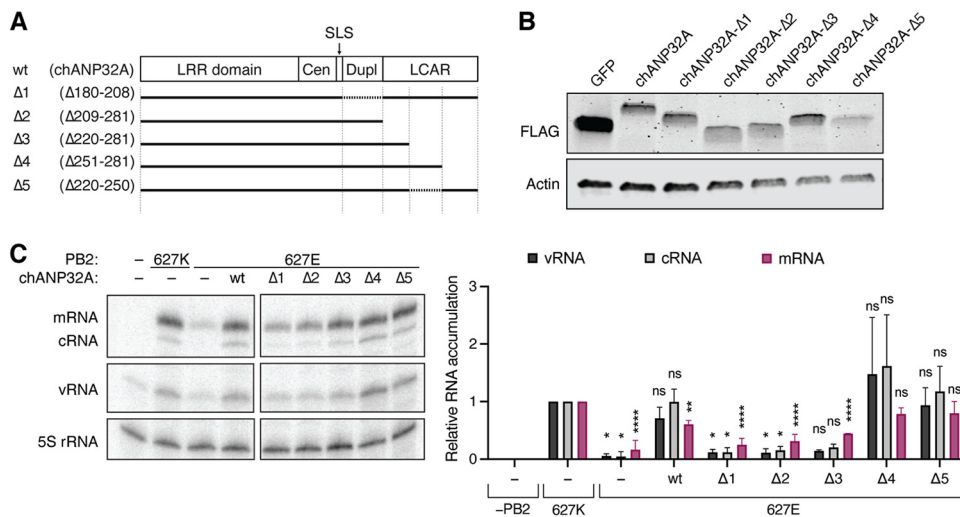 A
SLS
wt (chANP32A) LRR domain Cen Dupl LCAR
Δ1 (Δ180-208)
Δ2 (Δ209-281)
Δ3 (Δ220-281)
Δ4 (Δ251-281)
Δ5 (Δ220-250)
B
GFP chANP32A chANP32A-Δ1 chANP32A-Δ2 chANP32A-Δ3 chANP32A-Δ4 chANP32A-Δ5
FLAG
Actin
C
PB2: – 627K 627E
chANP32A: – – – wt Δ1 Δ2 Δ3 Δ4 Δ5
mRNA
cRNA
vRNA
5S rRNA
vRNA cRNA mRNA
Relative RNA accumulation
3
2
1
0
* * **** ns ns ** * * **** * * **** ns ns **** ns ns ns ns ns ns
– – – wt Δ1 Δ2 Δ3 Δ4 Δ5
–PB2 627K 627E